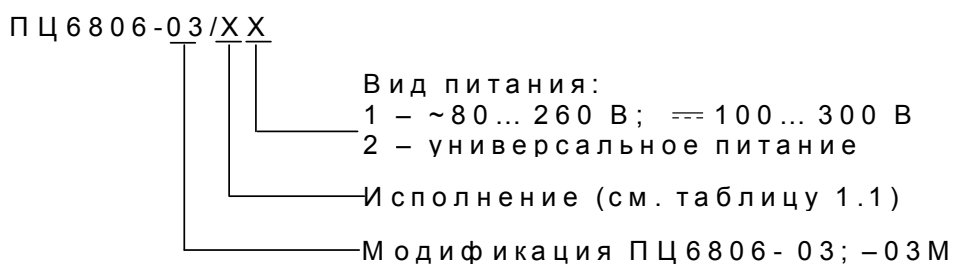 ПЦ6806-03/ХХ
Вид питания:
1 – ~80... 260 В; ⎓100... 300 В
2 – универсальное питание
Исполнение (см. таблицу 1.1)
Модификация ПЦ6806- 03; –03М